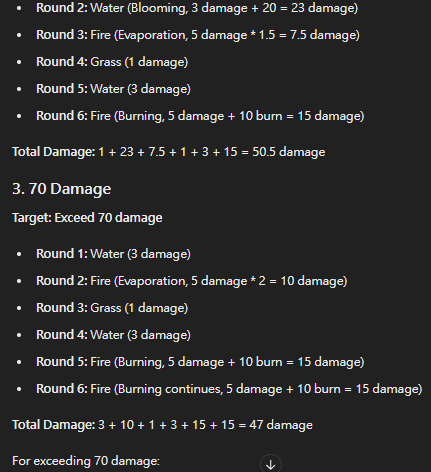 • Round 2: Water (Blooming, 3 damage + 20 = 23 damage)
• Round 3: Fire (Evaporation, 5 damage * 1.5 = 7.5 damage)
• Round 4: Grass (1 damage)
• Round 5: Water (3 damage)
• Round 6: Fire (Burning, 5 damage + 10 burn = 15 damage)
Total Damage: 1 + 23 + 7.5 + 1 + 3 + 15 = 50.5 damage
3. 70 Damage
Target: Exceed 70 damage
• Round 1: Water (3 damage)
• Round 2: Fire (Evaporation, 5 damage * 2 = 10 damage)
• Round 3: Grass (1 damage)
• Round 4: Water (3 damage)
• Round 5: Fire (Burning, 5 damage + 10 burn = 15 damage)
• Round 6: Fire (Burning continues, 5 damage + 10 burn = 15 damage)
Total Damage: 3 + 10 + 1 + 3 + 15 + 15 = 47 damage
For exceeding 70 damage: